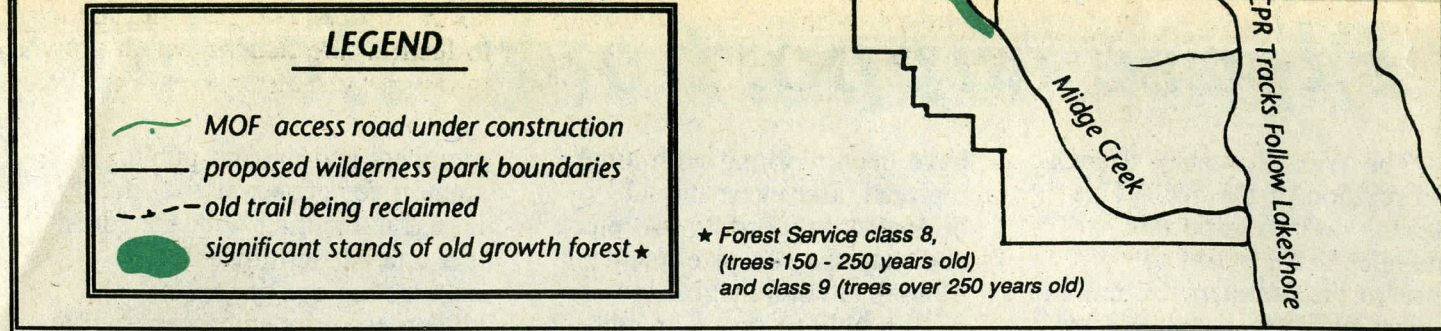 LEGEND
MOF access road under construction
proposed wilderness park boundaries
old trail being reclaimed
significant stands of old growth forest ★
★ Forest Service class 8,
(trees 150 - 250 years old)
and class 9 (trees over 250 years old)
Midge Creek
CPR Tracks Follow Lakeshore